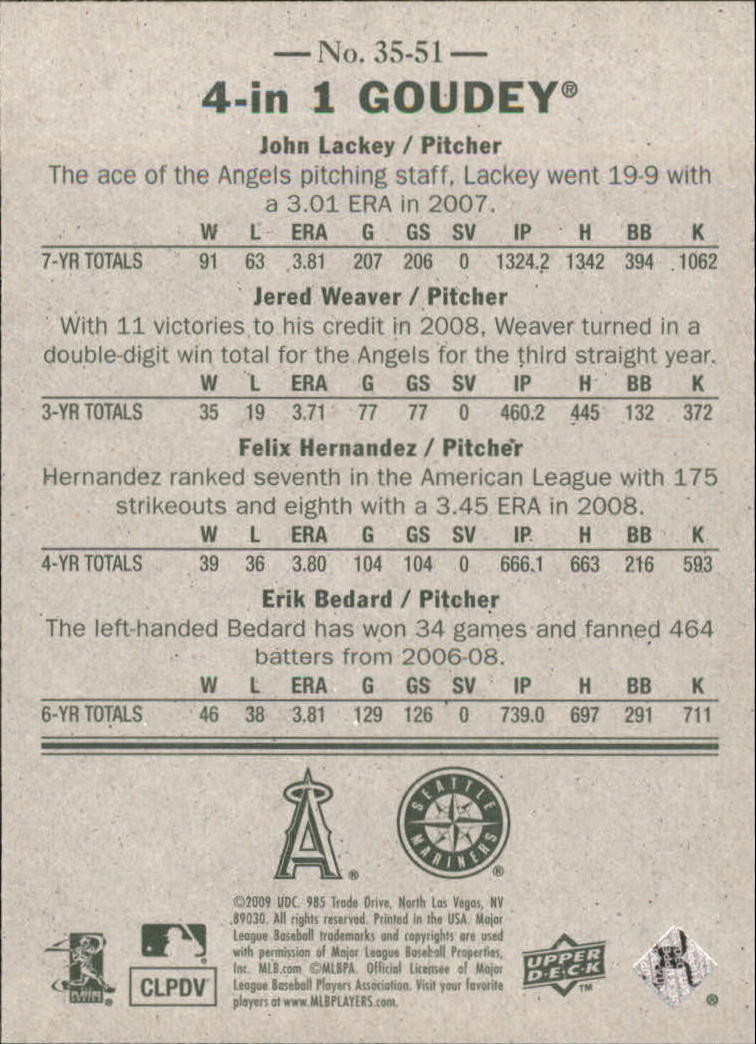 — No. 35-51 —
4-in 1 GOUDEY®
John Lackey / Pitcher
The ace of the Angels pitching staff, Lackey went 19-9 with
a 3.01 ERA in 2007.
W L ERA G GS SV IP H BB K
7-YR TOTALS 91 63 3.81 207 206 0 1324.2 1342 394 1062
Jered Weaver / Pitcher
With 11 victories to his credit in 2008, Weaver turned in a
double-digit win total for the Angels for the third straight year.
W L ERA G GS SV IP H BB K
3-YR TOTALS 35 19 3.71 77 77 0 460.2 445 132 372
Felix Hernandez / Pitcher
Hernandez ranked seventh in the American League with 175
strikeouts and eighth with a 3.45 ERA in 2008.
W L ERA G GS SV IP H BB K
4-YR TOTALS 39 36 3.80 104 104 0 666.1 663 216 593
Erik Bedard / Pitcher
The left-handed Bedard has won 34 games and fanned 464
batters from 2006-08.
W L ERA G GS SV IP H BB K
6-YR TOTALS 46 38 3.81 129 126 0 739.0 697 291 711
A®
SEATTLE MARINERS®
©2009 UDC. 985 Trade Drive, North Las Vegas, NV
89030. All rights reserved. Printed in the USA. Major
League Baseball trademarks and copyrights are used
with permission of Major League Baseball Properties,
Inc. MLB.com ©MLBPA. Official Licensee of Major
League Baseball Players Association. Visit your favorite
players at www.MLBPLAYERS.com.
CLPDV
UPPER
D·E·C·K
TM
®